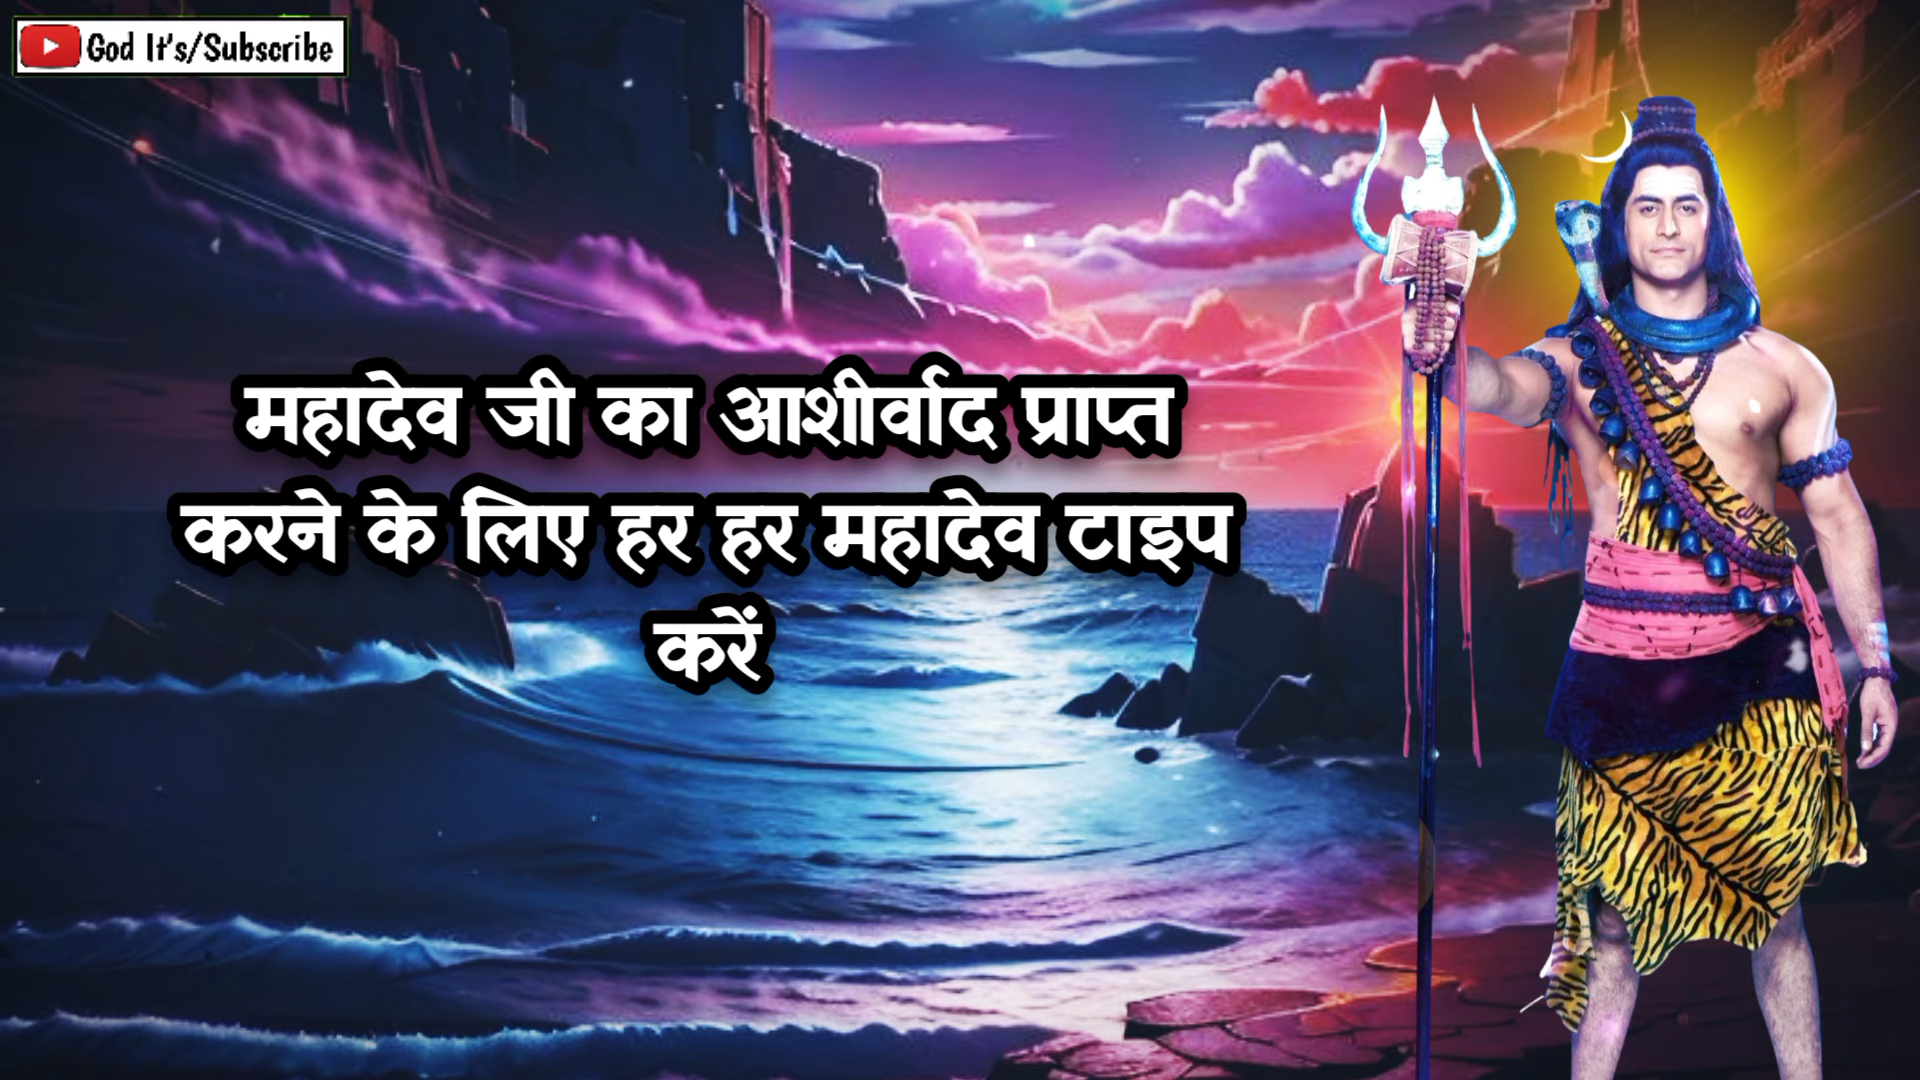 God It's/Subscribe
महादेव जी का आशीर्वाद प्राप्त
करने के लिए हर हर महादेव टाइप
करें